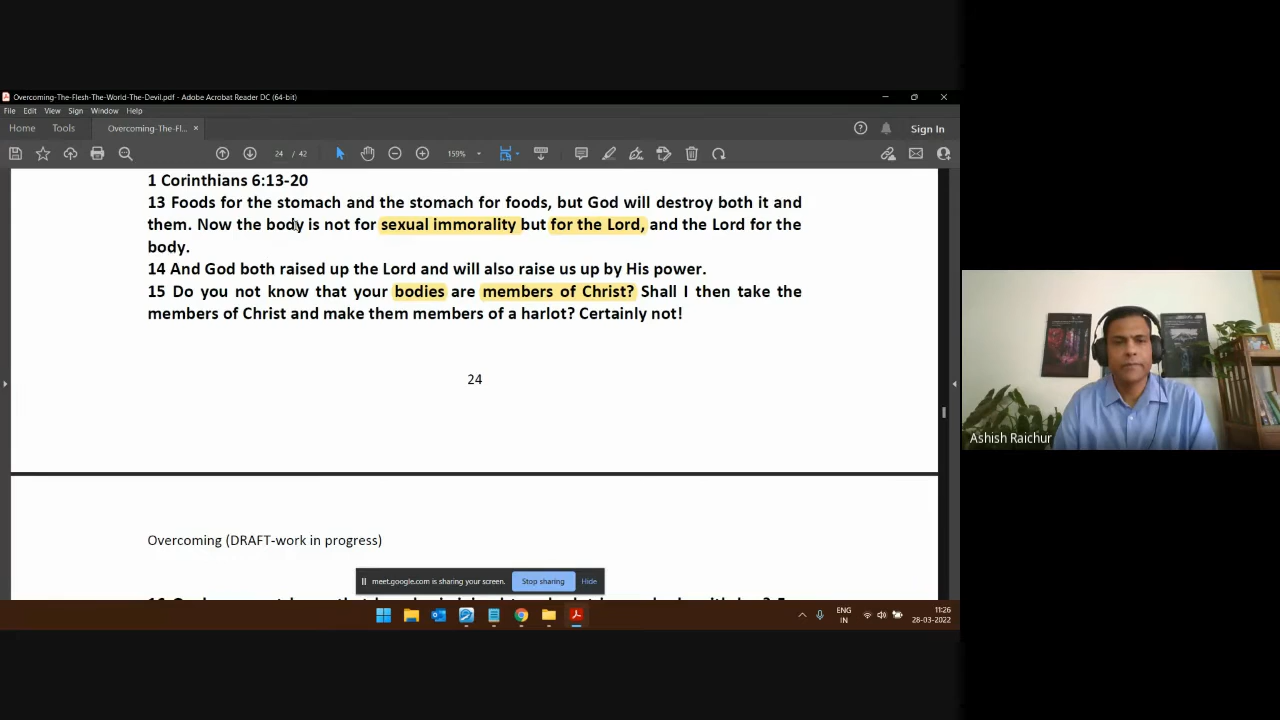 Overcoming-The-Flesh-The-World-The-Devil.pdf - Adobe Acrobat Reader DC (64-bit)
File Edit View Sign Window Help
Home Tools Overcoming-The-Fl... × Sign In
24 / 42 159%
1 Corinthians 6:13-20
13 Foods for the stomach and the stomach for foods, but God will destroy both it and
them. Now the body is not for sexual immorality but for the Lord, and the Lord for the
body.
14 And God both raised up the Lord and will also raise us up by His power.
15 Do you not know that your bodies are members of Christ? Shall I then take the
members of Christ and make them members of a harlot? Certainly not!
24
Overcoming (DRAFT-work in progress)
meet.google.com is sharing your screen. Stop sharing Hide
ENG
IN
11:26
28-03-2022
Ashish Raichur